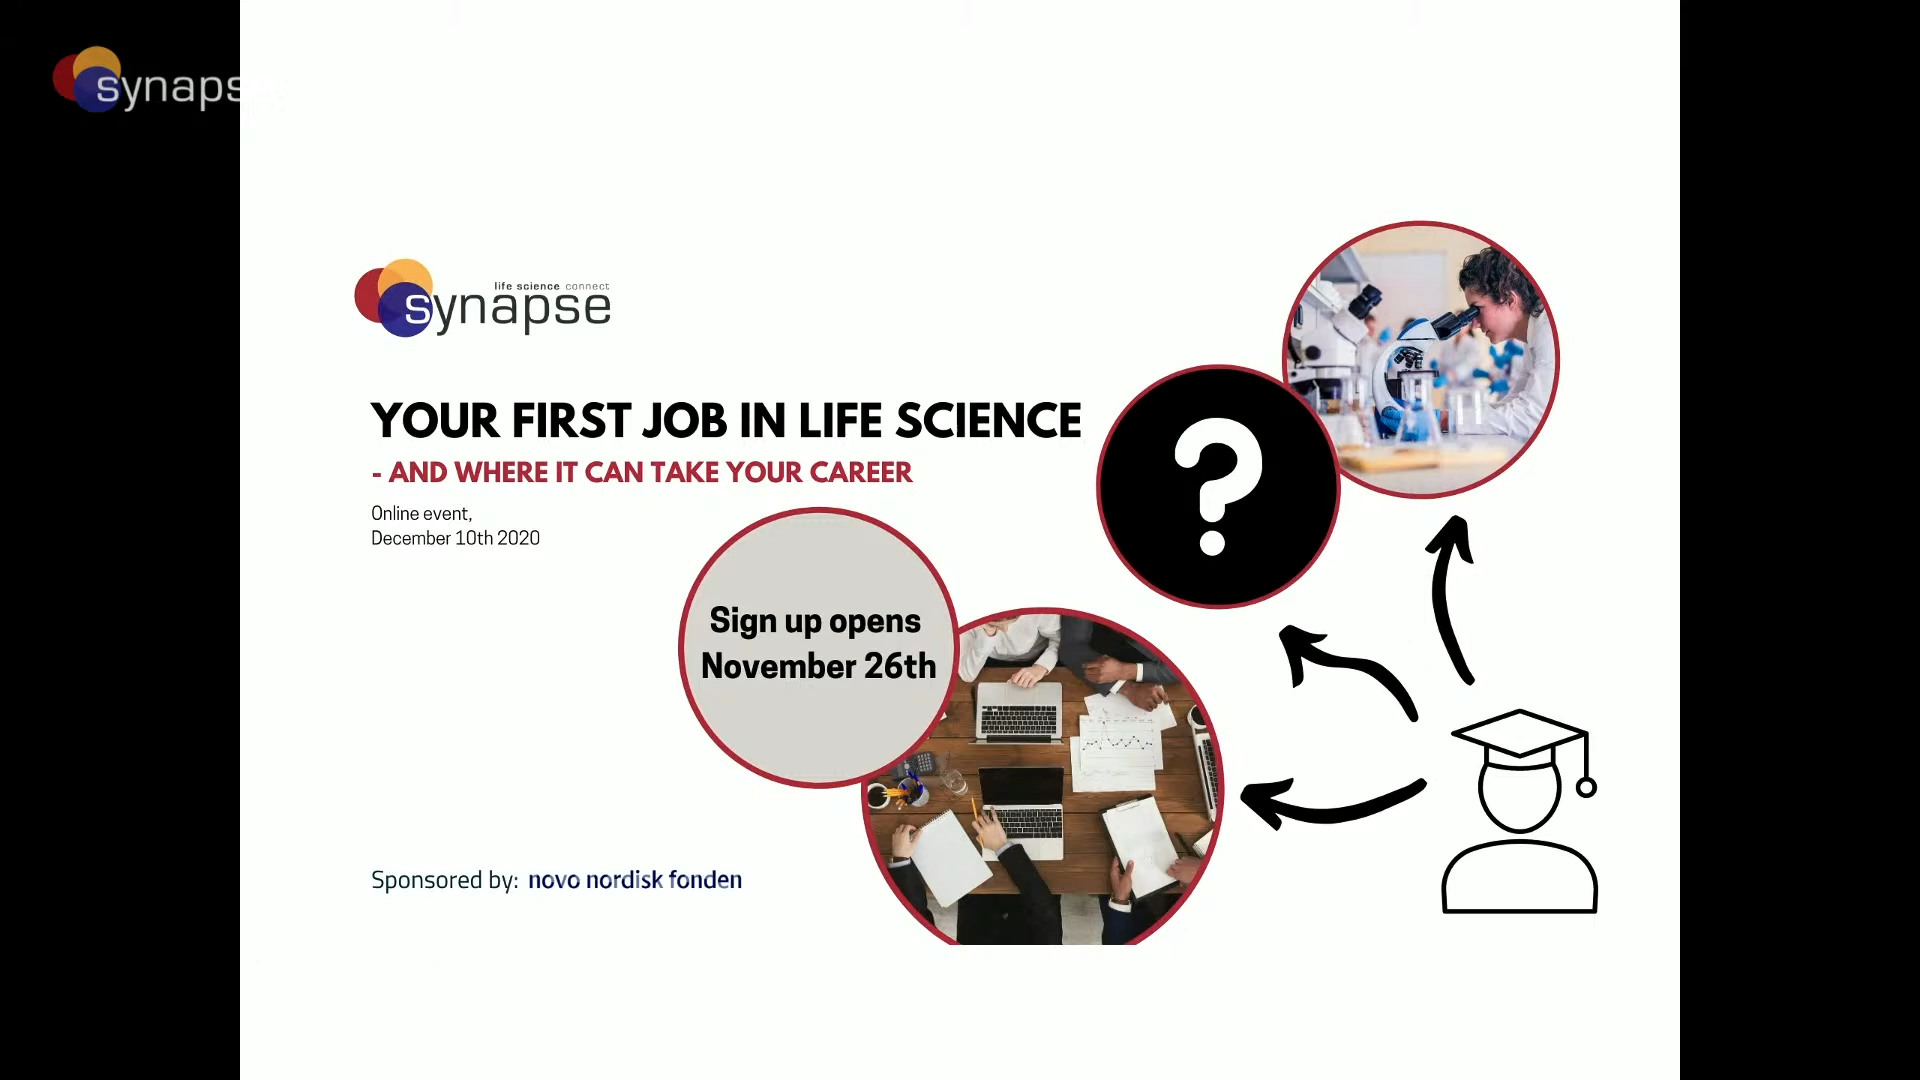 synaps
life science connect
synapse
YOUR FIRST JOB IN LIFE SCIENCE
- AND WHERE IT CAN TAKE YOUR CAREER
Online event,
December 10th 2020
?
Sign up opens
November 26th
Sponsored by: novo nordisk fonden